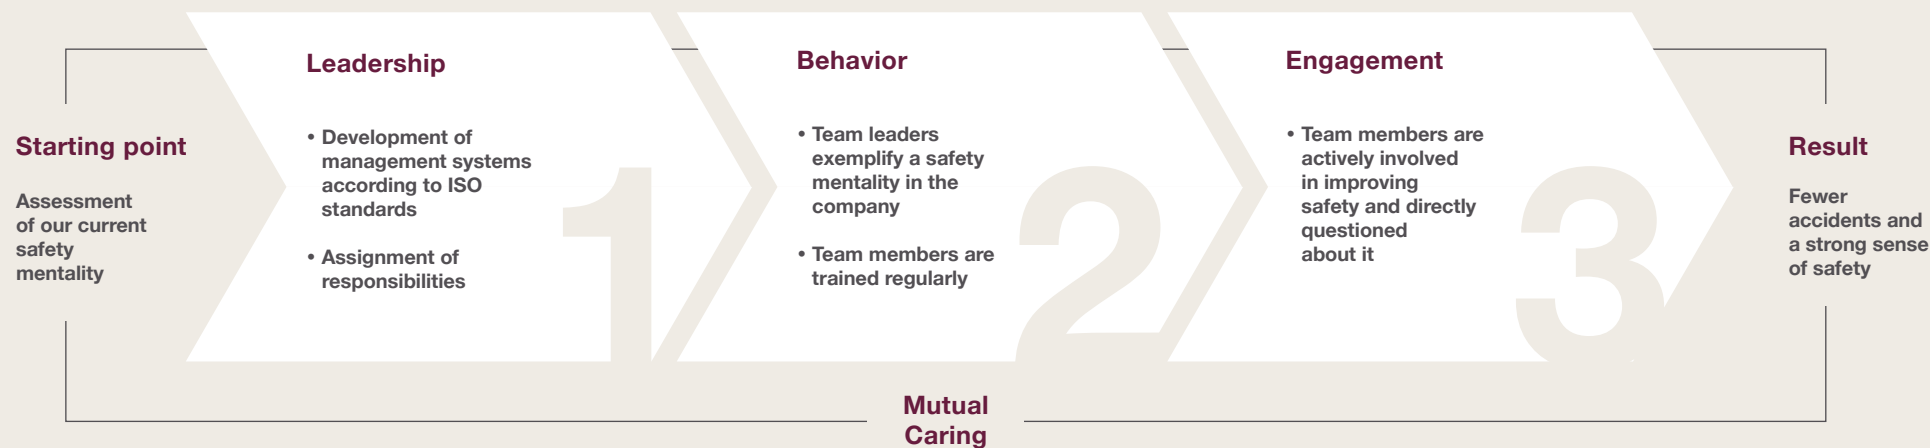 Starting point
Assessment
of our current
safety
mentality
Leadership
• Development of
management systems
according to ISO
standards
• Assignment of
responsibilities
1
Behavior
• Team leaders
exemplify a safety
mentality in the
company
• Team members are
trained regularly
2
Engagement
• Team members are
actively involved
in improving
safety and directly
questioned
about it
3
Result
Fewer
accidents and
a strong sense
of safety
Mutual
Caring